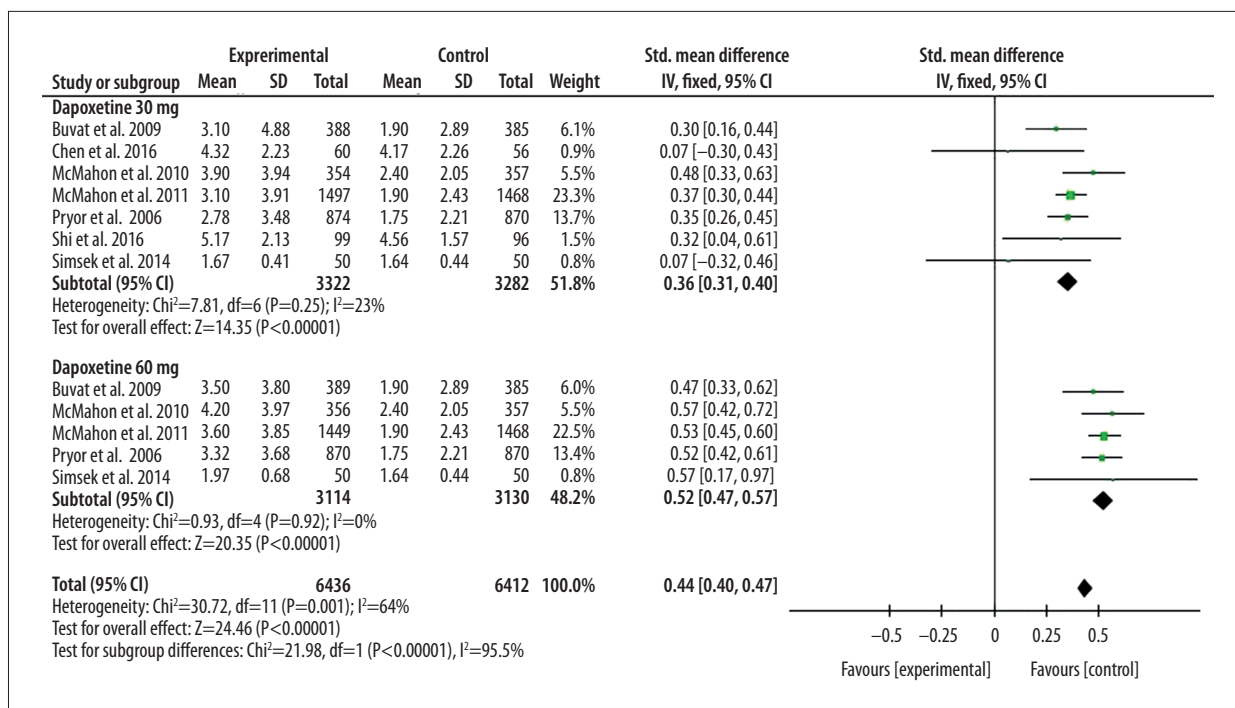 Exprerimental Control Std. mean difference Std. mean difference
Study or subgroup Mean SD Total Mean SD Total Weight IV, fixed, 95% CI IV, fixed, 95% CI
Dapoxetine 30 mg
Buvat et al. 2009 3.10 4.88 388 1.90 2.89 385 6.1% 0.30 [0.16, 0.44]
Chen et al. 2016 4.32 2.23 60 4.17 2.26 56 0.9% 0.07 [–0.30, 0.43]
McMahon et al. 2010 3.90 3.94 354 2.40 2.05 357 5.5% 0.48 [0.33, 0.63]
McMahon et al. 2011 3.10 3.91 1497 1.90 2.43 1468 23.3% 0.37 [0.30, 0.44]
Pryor et al. 2006 2.78 3.48 874 1.75 2.21 870 13.7% 0.35 [0.26, 0.45]
Shi et al. 2016 5.17 2.13 99 4.56 1.57 96 1.5% 0.32 [0.04, 0.61]
Simsek et al. 2014 1.67 0.41 50 1.64 0.44 50 0.8% 0.07 [–0.32, 0.46]
Subtotal (95% CI) 3322 3282 51.8% 0.36 [0.31, 0.40]
Heterogeneity: Chi²=7.81, df=6 (P=0.25); I²=23%
Test for overall effect: Z=14.35 (P<0.00001)
Dapoxetine 60 mg
Buvat et al. 2009 3.50 3.80 389 1.90 2.89 385 6.0% 0.47 [0.33, 0.62]
McMahon et al. 2010 4.20 3.97 356 2.40 2.05 357 5.5% 0.57 [0.42, 0.72]
McMahon et al. 2011 3.60 3.85 1449 1.90 2.43 1468 22.5% 0.53 [0.45, 0.60]
Pryor et al. 2006 3.32 3.68 870 1.75 2.21 870 13.4% 0.52 [0.42, 0.61]
Simsek et al. 2014 1.97 0.68 50 1.64 0.44 50 0.8% 0.57 [0.17, 0.97]
Subtotal (95% CI) 3114 3130 48.2% 0.52 [0.47, 0.57]
Heterogeneity: Chi²=0.93, df=4 (P=0.92); I²=0%
Test for overall effect: Z=20.35 (P<0.00001)
Total (95% CI) 6436 6412 100.0% 0.44 [0.40, 0.47]
Heterogeneity: Chi²=30.72, df=11 (P=0.001); I²=64%
Test for overall effect: Z=24.46 (P<0.00001)
Test for subgroup differences: Chi²=21.98, df=1 (P<0.00001), I²=95.5%
–0.5 –0.25 0 0.25 0.5
Favours [experimental] Favours [control]